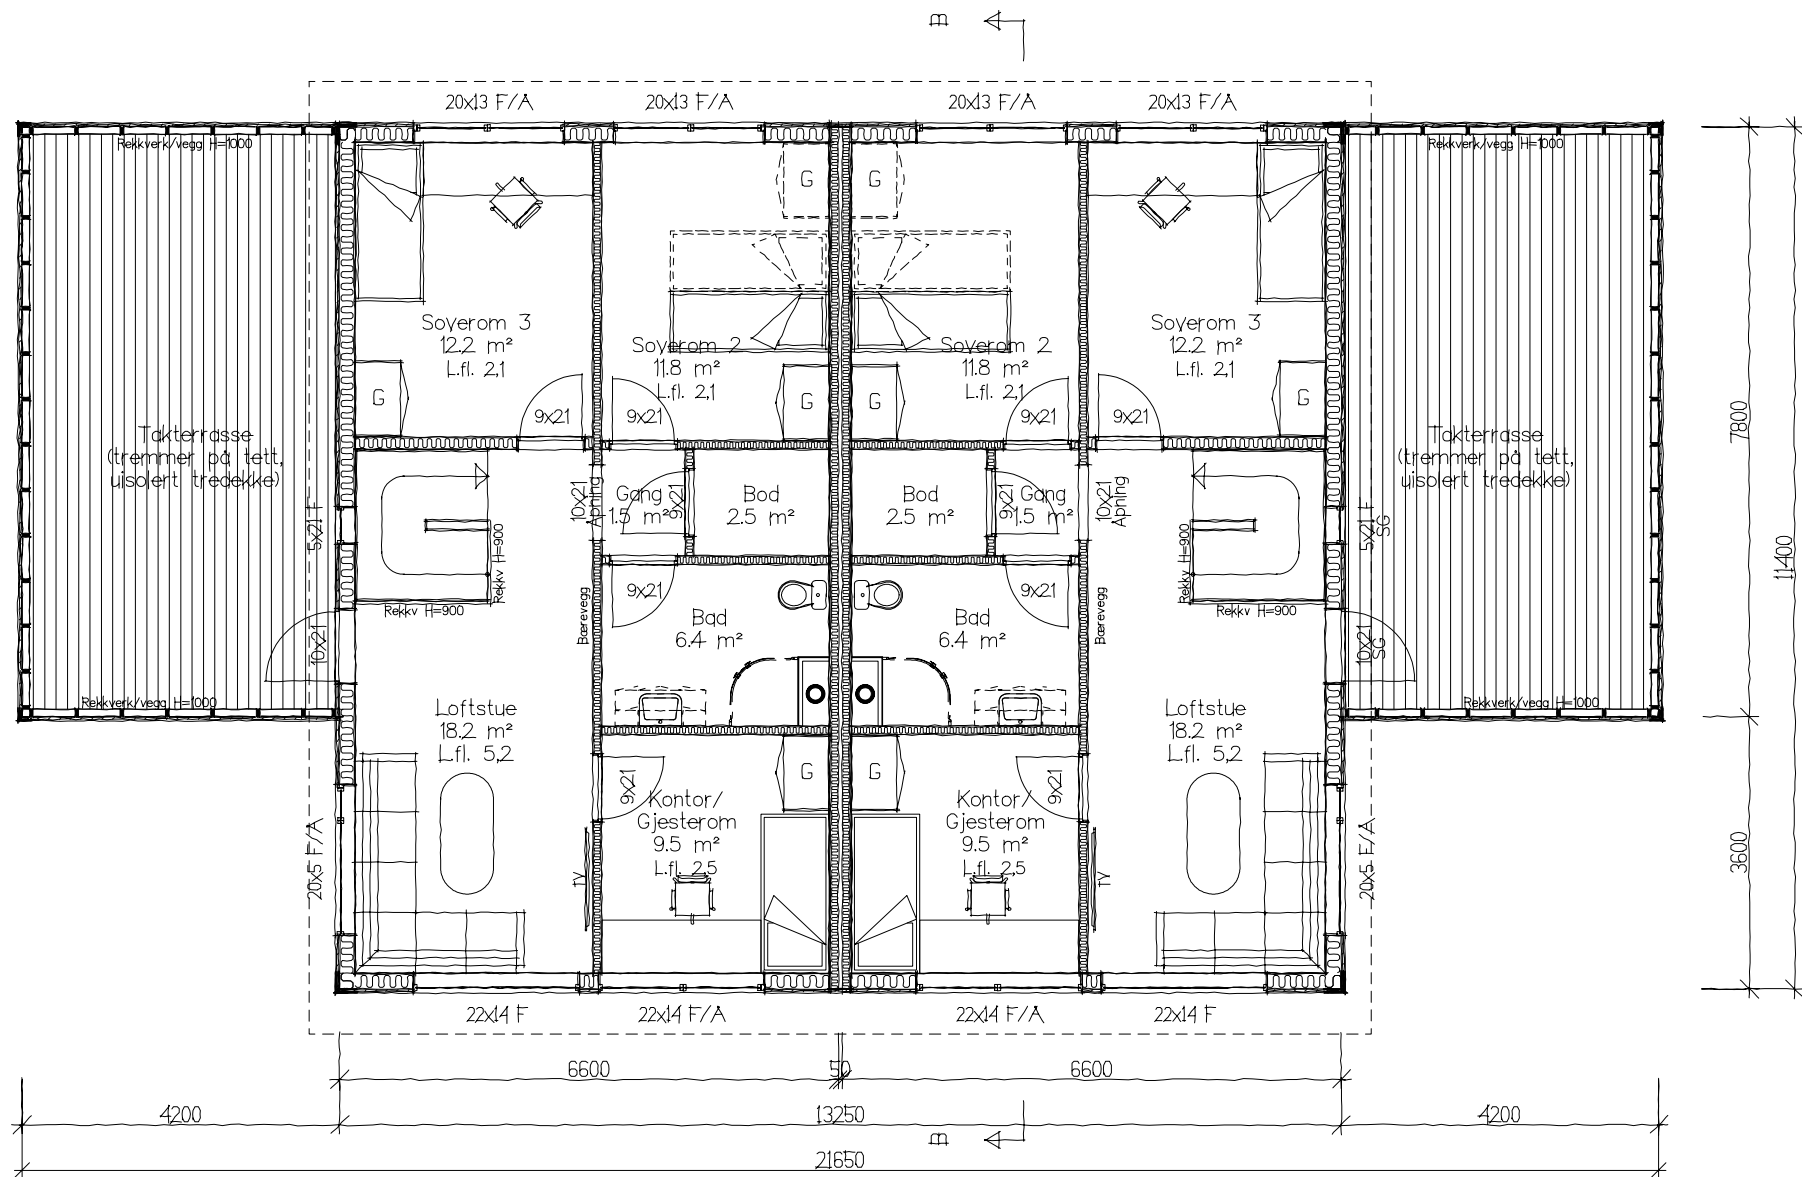 B
20x13 F/Å
20x13 F/Å
20x13 F/Å
20x13 F/Å
Rekkverk/vegg H=1000
Rekkverk/vegg H=1000
G
G
Soverom 3
12.2 m²
L.fl. 2,1
Soverom 2
11.8 m²
L.fl. 2,1
Soverom 2
11.8 m²
L.fl. 2,1
Soverom 3
12.2 m²
L.fl. 2,1
G
G
G
G
9x21
9x21
9x21
9x21
Takterrasse
(tremmer på tett,
uisolert tredekke)
Takterrasse
(tremmer på tett,
uisolert tredekke)
7800
11400
5x21 F
10x21
Åpning
Gang
1.5 m²
9x21
Bod
2.5 m²
Bod
2.5 m²
9x21
Gang
1.5 m²
10x21
Åpning
5x21 F
SG
Rekkv H=900
Rekkv H=900
Rekkv H=900
Rekkv H=900
9x21
9x21
Bærevegg
Bærevegg
Bad
6.4 m²
Bad
6.4 m²
10x21
10x21
SG
Rekkverk/vegg H=1000
Rekkverk/vegg H=1000
Loftstue
18.2 m²
L.fl. 5,2
Loftstue
18.2 m²
L.fl. 5,2
G
G
9x21
9x21
Kontor/
Gjesterom
9.5 m²
L.fl. 2,5
Kontor/
Gjesterom
9.5 m²
L.fl. 2,5
20x5 F/Å
TV
TV
20x5 F/Å
3600
22x14 F
22x14 F/Å
22x14 F/Å
22x14 F
6600
50
6600
4200
13250
4200
B
21650